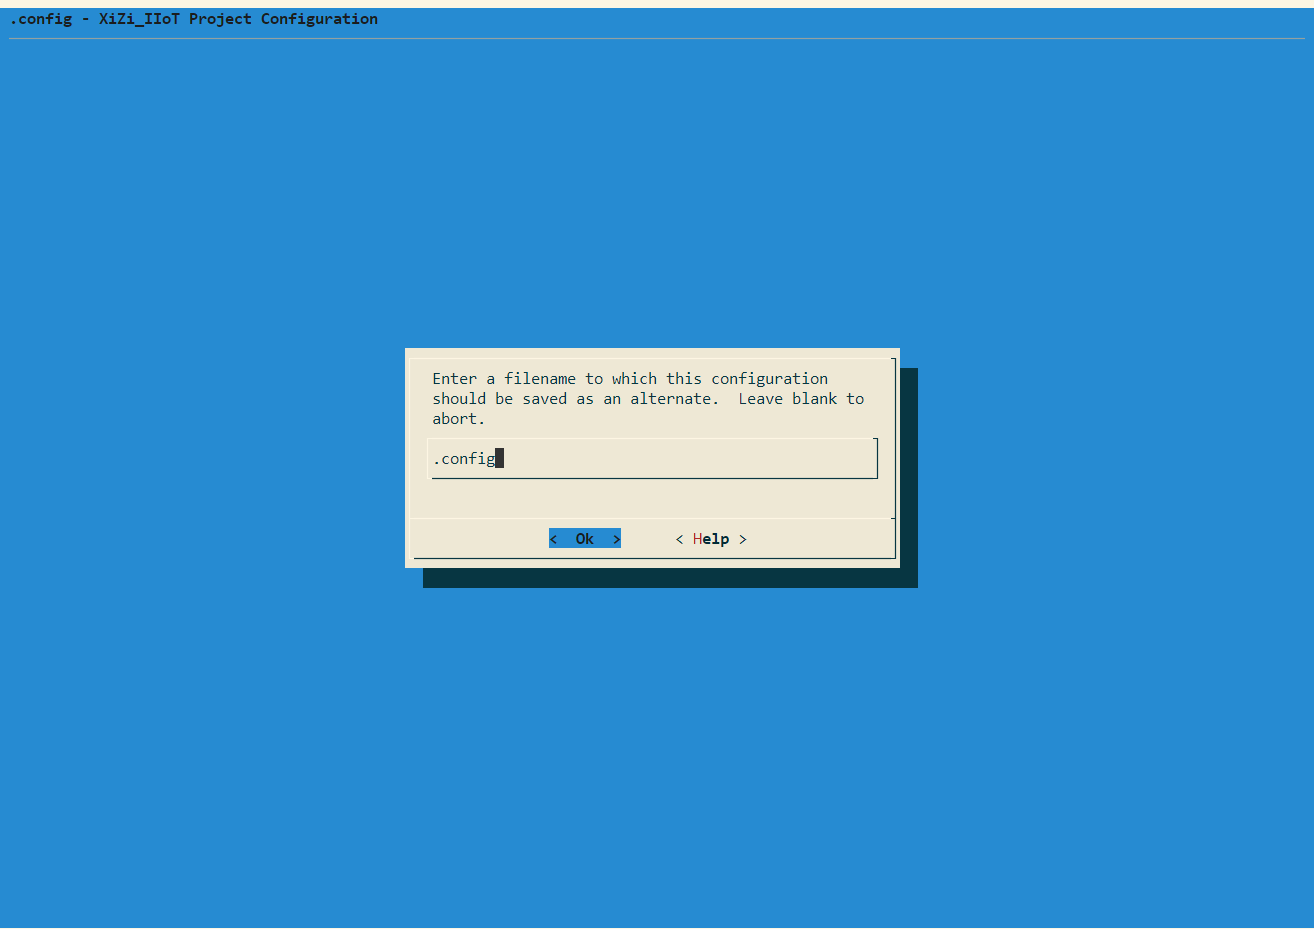 .config - XiZi_IIoT Project Configuration
Enter a filename to which this configuration
should be saved as an alternate.  Leave blank to
abort.
.config
<  Ok  > < Help >